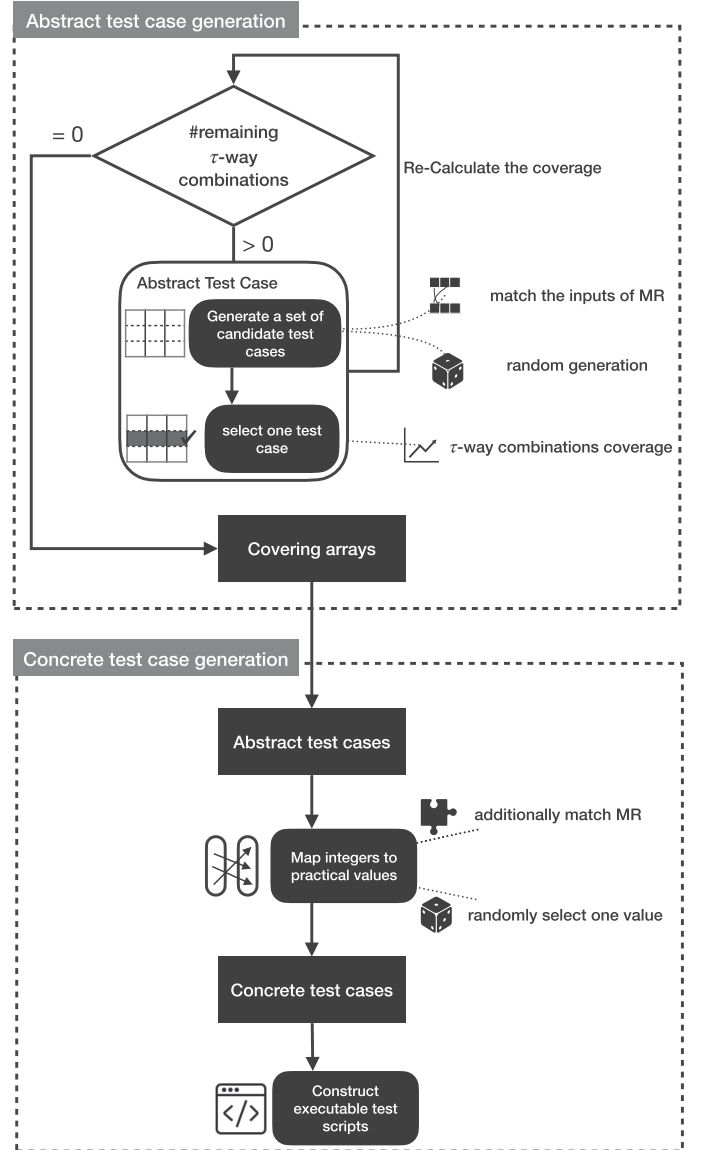 Abstract test case generation
= 0
#remaining
τ-way
combinations
Re-Calculate the coverage
> 0
Abstract Test Case
Generate a set of
candidate test
cases
match the inputs of MR
random generation
select one test
case
τ-way combinations coverage
Covering arrays
Concrete test case generation
Abstract test cases
additionally match MR
Map integers to
practical values
randomly select one value
Concrete test cases
</>
Construct
executable test
scripts